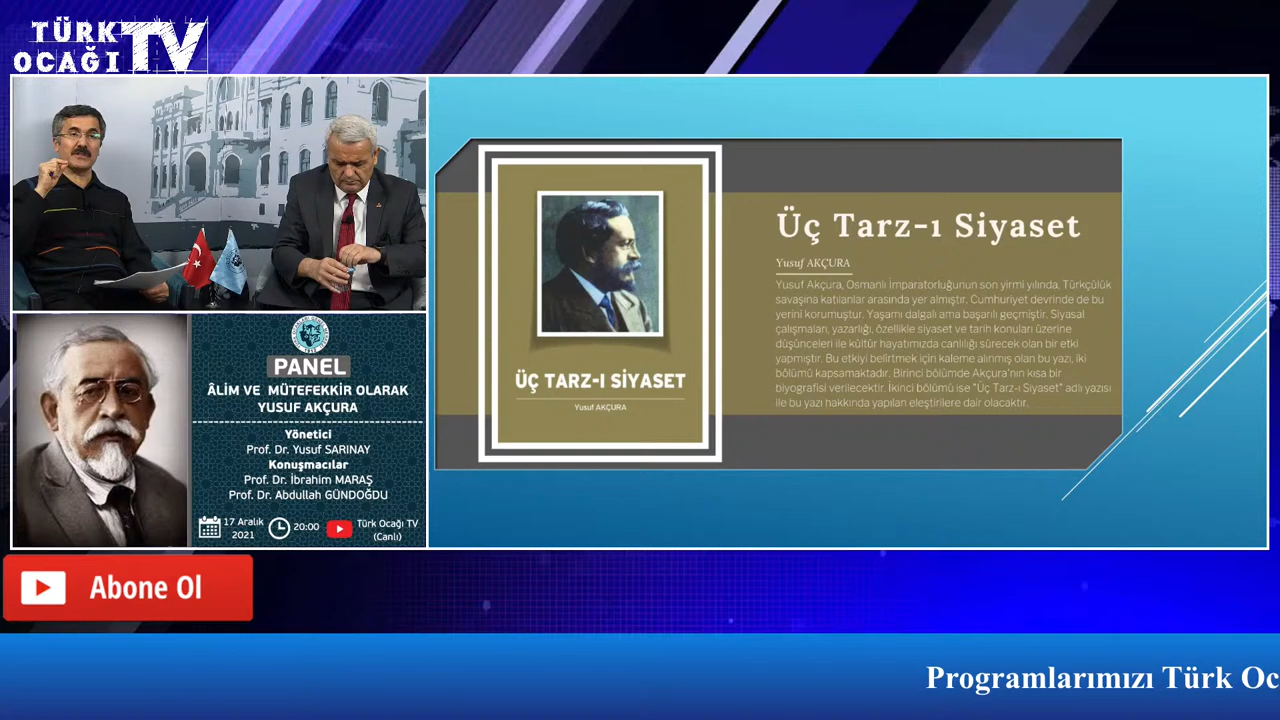 TÜRK
OCAĞI TV
PANEL
ÂLİM VE MÜTEFEKKİR OLARAK
YUSUF AKÇURA
Yönetici
Prof. Dr. Yusuf SARINAY
Konuşmacılar
Prof. Dr. İbrahim MARAŞ
Prof. Dr. Abdullah GÜNDOĞDU
17 Aralık
2021
20:00
Türk Ocağı TV
(Canlı)
ÜÇ TARZ-I SİYASET
Yusuf AKÇURA
Üç Tarz-ı Siyaset
Yusuf AKÇURA
Yusuf Akçura, Osmanlı İmparatorluğunun son yirmi yılında, Türkçülük
savaşına katılanlar arasında yer almıştır. Cumhuriyet devrinde de bu
yerini korumuştur. Yaşamı dalgalı ama başarılı geçmiştir. Siyasal
çalışmaları, yazarlığı, özellikle siyaset ve tarih konuları üzerine
düşünceleri ile kültür hayatımızda canlılığı sürecek olan bir etki
yapmıştır. Bu etkiyi belirtmek için kaleme alınmış olan bu yazı, iki
bölümü kapsamaktadır. Birinci bölümde Akçura'nın kısa bir
biyografisi verilecektir. İkinci bölümü ise "Üç Tarz-ı Siyaset" adlı yazısı
ile bu yazı hakkında yapılan eleştirilere dair olacaktır.
Abone Ol
Programlarımızı Türk Oc